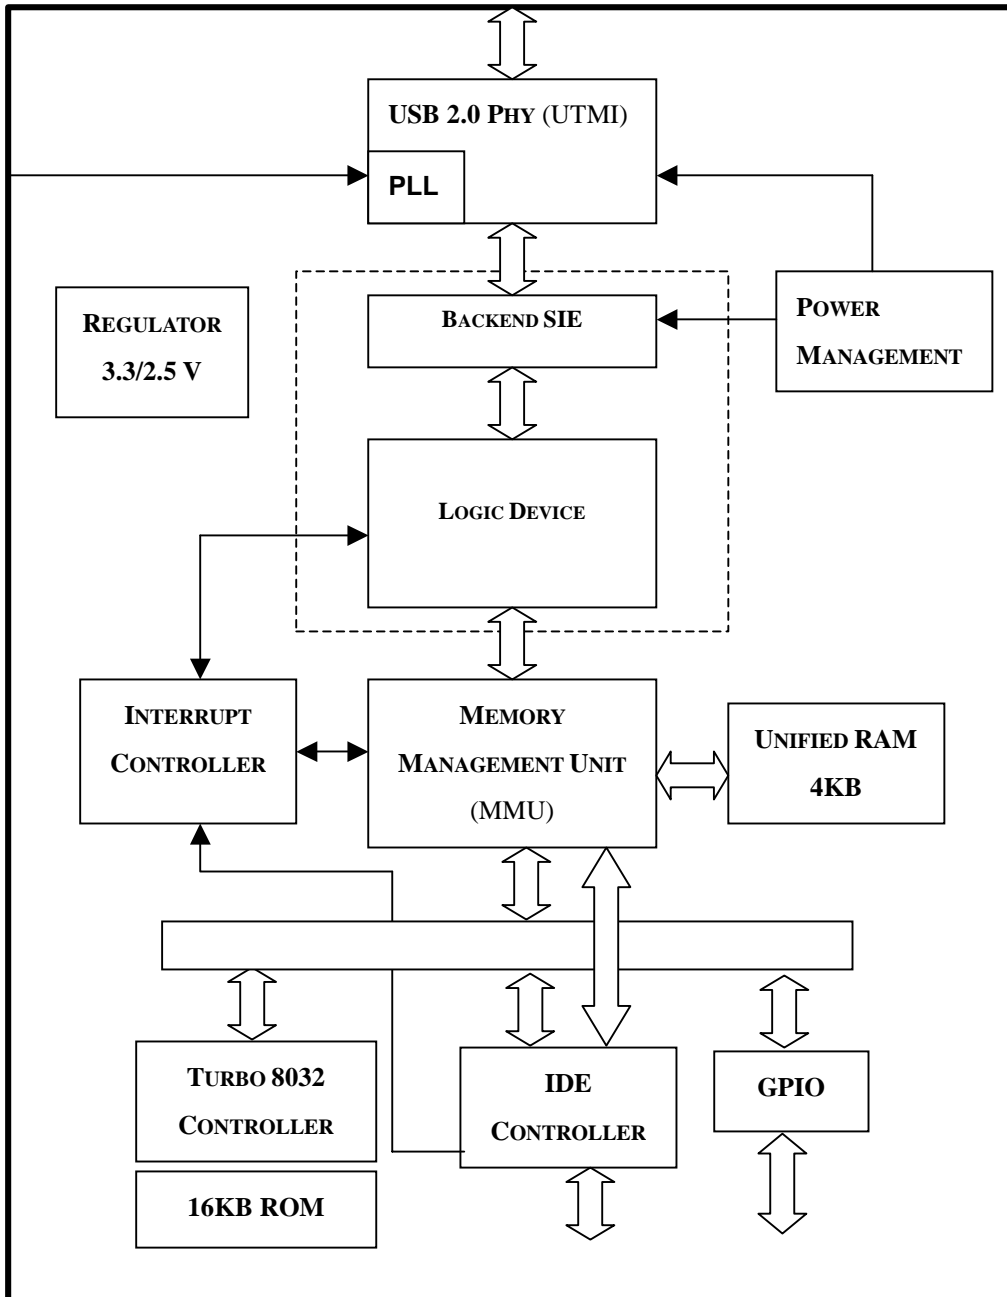 USB 2.0 PHY (UTMI)
PLL
BACKEND SIE
REGULATOR
3.3/2.5 V
POWER
MANAGEMENT
LOGIC DEVICE
INTERRUPT
CONTROLLER
MEMORY
MANAGEMENT UNIT
(MMU)
UNIFIED RAM
4KB
TURBO 8032
CONTROLLER
IDE
CONTROLLER
GPIO
16KB ROM